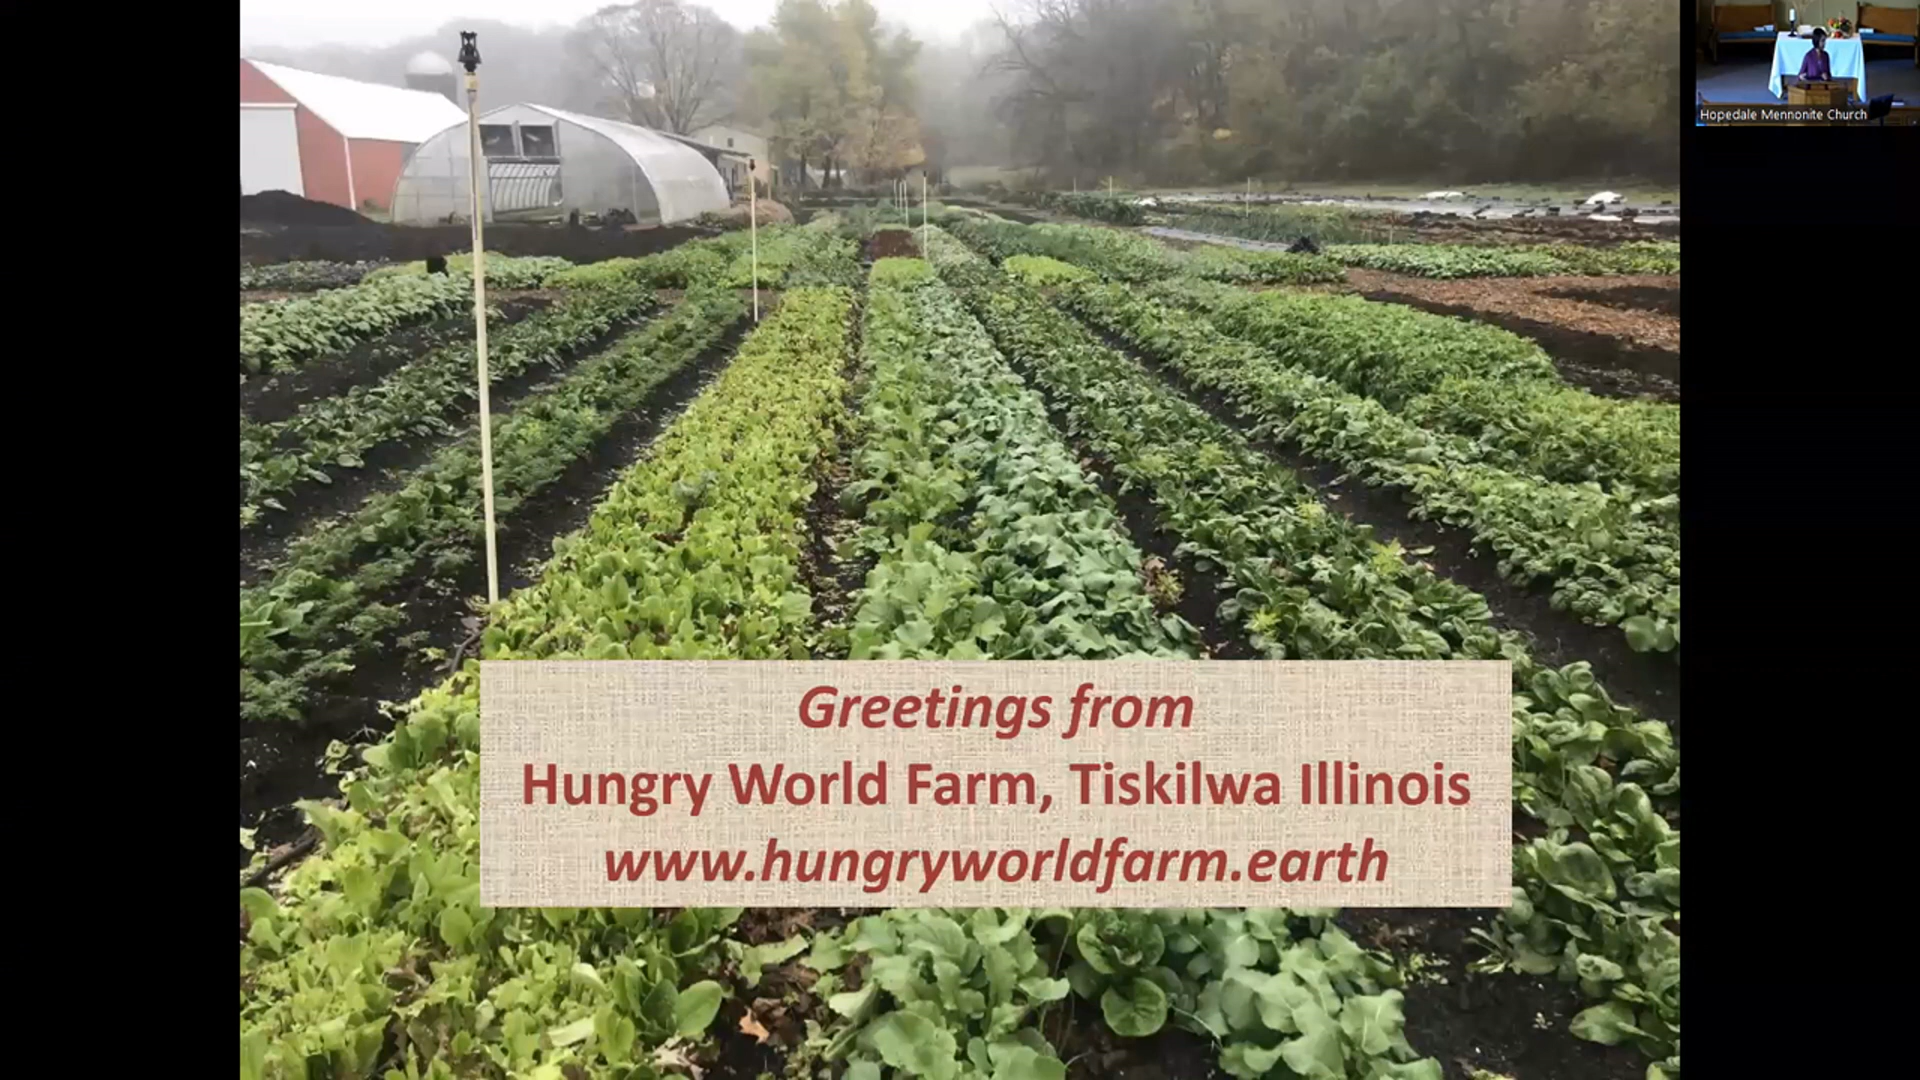 Hopedale Mennonite Church
Greetings from
Hungry World Farm, Tiskilwa Illinois
www.hungryworldfarm.earth